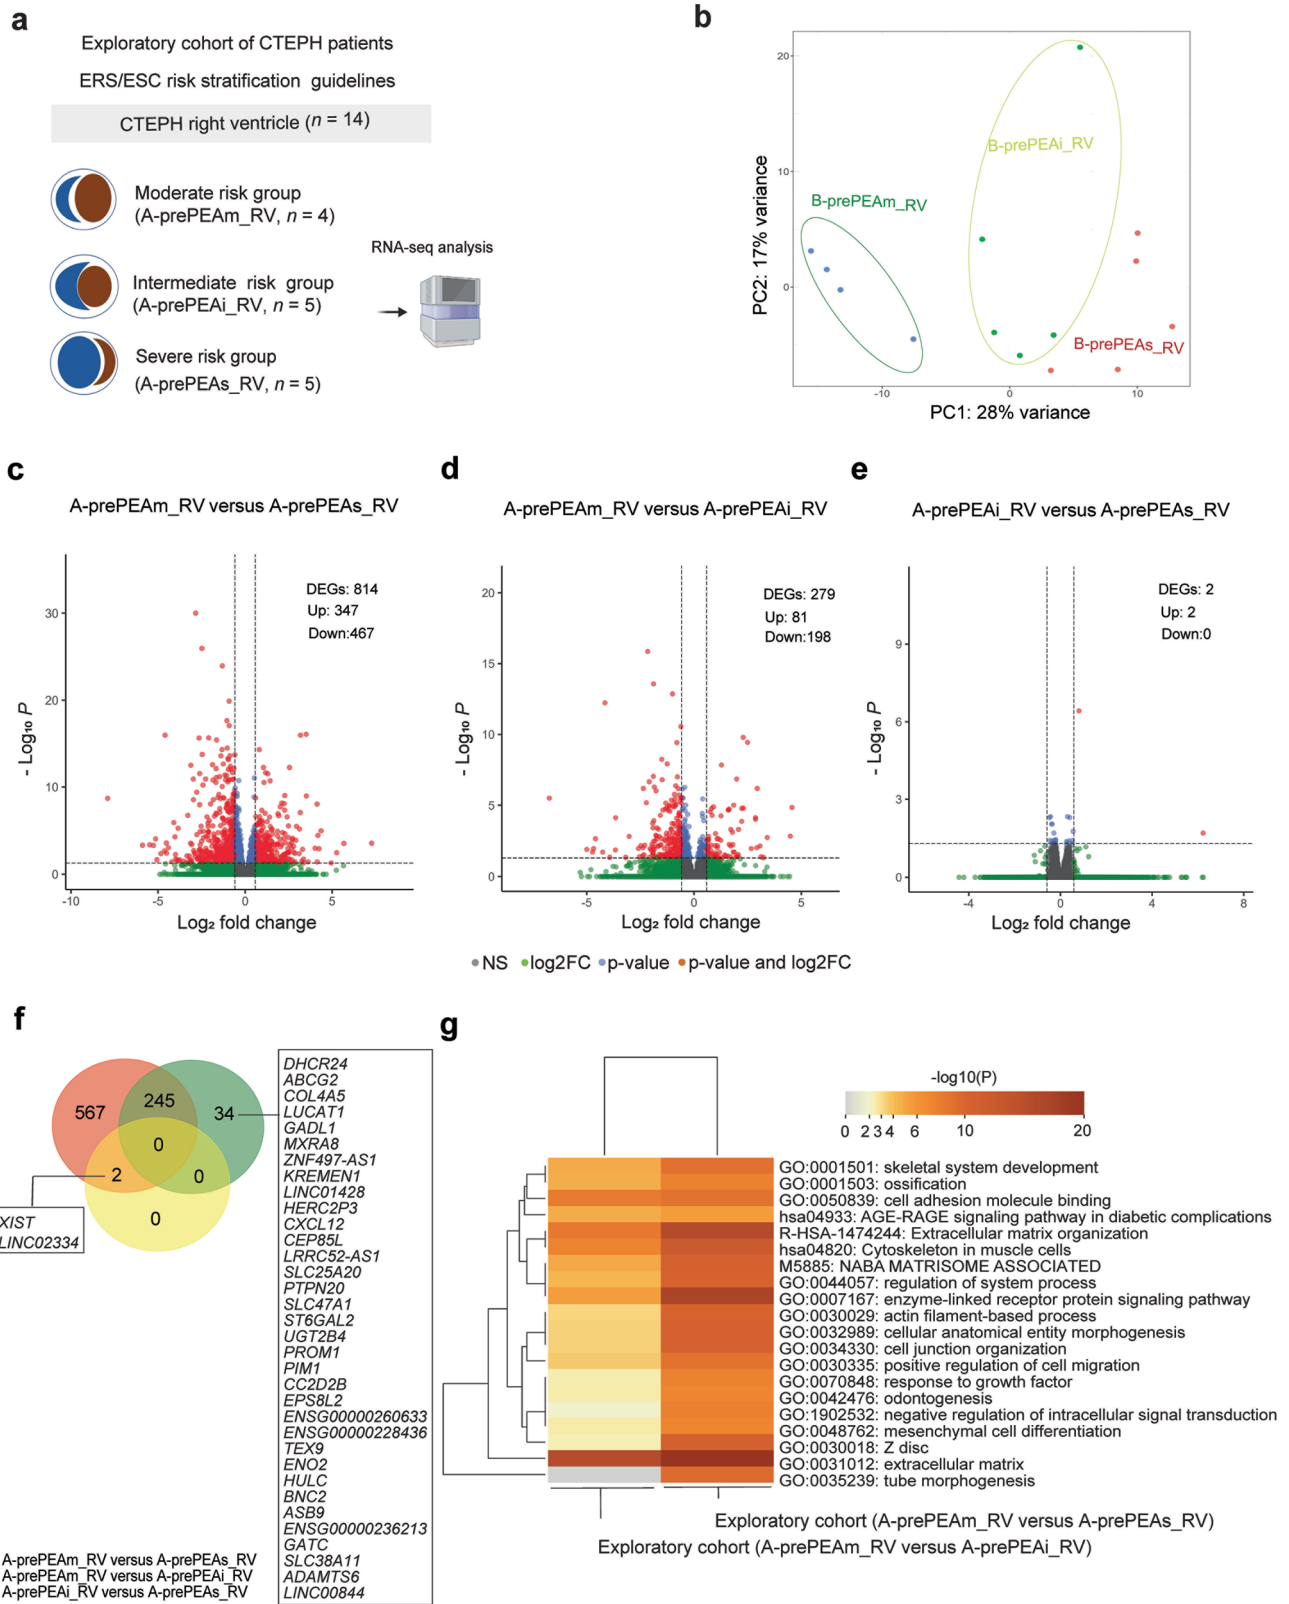 a
Exploratory cohort of CTEPH patients
ERS/ESC risk stratification guidelines
CTEPH right ventricle (n = 14)
Moderate risk group
(A-prePEAm_RV, n = 4)
Intermediate risk group
(A-prePEAi_RV, n = 5)
Severe risk group
(A-prePEAs_RV, n = 5)
RNA-seq analysis
b
PC2: 17% variance
20
10
0
B-prePEAi_RV
B-prePEAm_RV
B-prePEAs_RV
-10
0
10
PC1: 28% variance
c
A-prePEAm_RV versus A-prePEAs_RV
DEGs: 814
Up: 347
Down:467
- Log₁₀ P
30
20
10
0
-10
-5
0
5
Log₂ fold change
d
A-prePEAm_RV versus A-prePEAi_RV
DEGs: 279
Up: 81
Down:198
- Log₁₀ P
20
15
10
5
0
-5
0
5
Log₂ fold change
e
A-prePEAi_RV versus A-prePEAs_RV
DEGs: 2
Up: 2
Down:0
- Log₁₀ P
9
6
3
0
-4
0
4
8
Log₂ fold change
NS log2FC p-value p-value and log2FC
f
567
245
34
0
2
0
0
XIST
LINC02334
DHCR24
ABCG2
COL4A5
LUCAT1
GADL1
MXRA8
ZNF497-AS1
KREMEN1
LINC01428
HERC2P3
CXCL12
CEP85L
LRRC52-AS1
SLC25A20
PTPN20
SLC47A1
ST6GAL2
UGT2B4
PROM1
PIM1
CC2D2B
EPS8L2
ENSG00000260633
ENSG00000228436
TEX9
ENO2
HULC
BNC2
ASB9
ENSG00000236213
GATC
SLC38A11
ADAMTS6
LINC00844
A-prePEAm_RV versus A-prePEAs_RV
A-prePEAm_RV versus A-prePEAi_RV
A-prePEAi_RV versus A-prePEAs_RV
g
-log10(P)
0 2 3 4 6 10 20
GO:0001501: skeletal system development
GO:0001503: ossification
GO:0050839: cell adhesion molecule binding
hsa04933: AGE-RAGE signaling pathway in diabetic complications
R-HSA-1474244: Extracellular matrix organization
hsa04820: Cytoskeleton in muscle cells
M5885: NABA MATRISOME ASSOCIATED
GO:0044057: regulation of system process
GO:0007167: enzyme-linked receptor protein signaling pathway
GO:0030029: actin filament-based process
GO:0032989: cellular anatomical entity morphogenesis
GO:0034330: cell junction organization
GO:0030335: positive regulation of cell migration
GO:0070848: response to growth factor
GO:0042476: odontogenesis
GO:1902532: negative regulation of intracellular signal transduction
GO:0048762: mesenchymal cell differentiation
GO:0030018: Z disc
GO:0031012: extracellular matrix
GO:0035239: tube morphogenesis
Exploratory cohort (A-prePEAm_RV versus A-prePEAs_RV)
Exploratory cohort (A-prePEAm_RV versus A-prePEAi_RV)